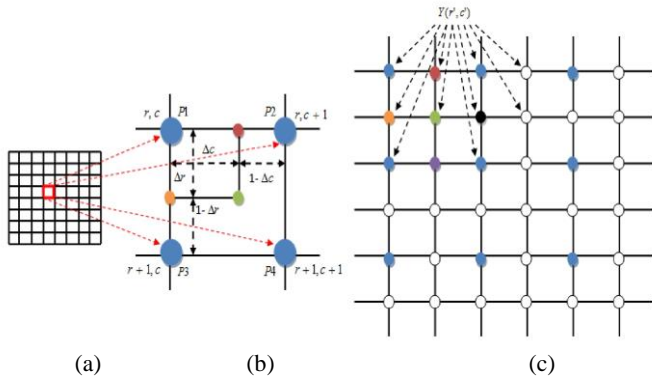 Y(r',c')
r,c P1 P2 r,c+1
Δc
Δr 1-Δc
1-Δr
r+1,c P3 P4 r+1,c+1
(a) (b) (c)